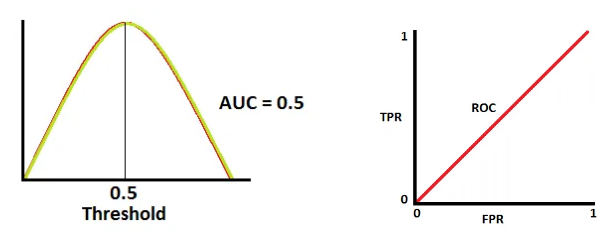 AUC = 0.5
0.5
Threshold
1
TPR
ROC
0
0
FPR
1